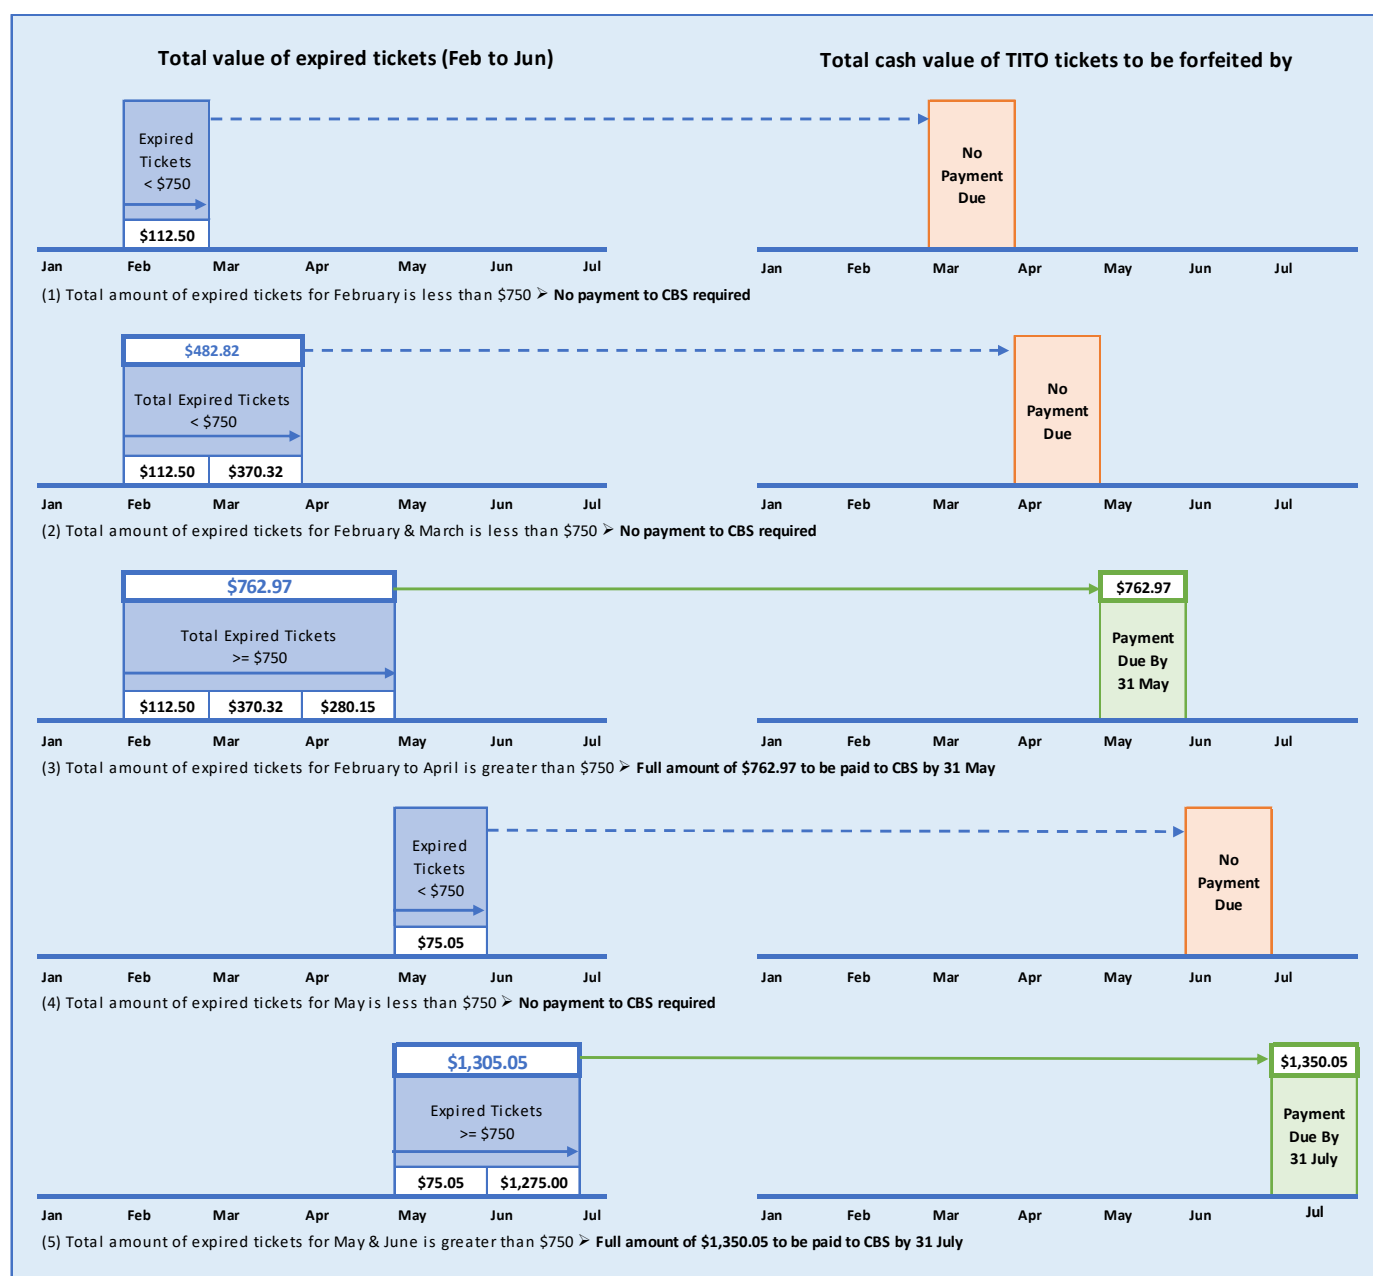 Total value of expired tickets (Feb to Jun)
Total cash value of TITO tickets to be forfeited by
Expired
Tickets
< $750
$112.50
No
Payment
Due
Jan Feb Mar Apr May Jun Jul
Jan Feb Mar Apr May Jun Jul
(1) Total amount of expired tickets for February is less than $750 ➢ No payment to CBS required
$482.82
Total Expired Tickets
< $750
$112.50 $370.32
No
Payment
Due
Jan Feb Mar Apr May Jun Jul
Jan Feb Mar Apr May Jun Jul
(2) Total amount of expired tickets for February & March is less than $750 ➢ No payment to CBS required
$762.97
Total Expired Tickets
>= $750
$112.50 $370.32 $280.15
$762.97
Payment
Due By
31 May
Jan Feb Mar Apr May Jun Jul
Jan Feb Mar Apr May Jun Jul
(3) Total amount of expired tickets for February to April is greater than $750 ➢ Full amount of $762.97 to be paid to CBS by 31 May
Expired
Tickets
< $750
$75.05
No
Payment
Due
Jan Feb Mar Apr May Jun Jul
Jan Feb Mar Apr May Jun Jul
(4) Total amount of expired tickets for May is less than $750 ➢ No payment to CBS required
$1,305.05
Expired Tickets
>= $750
$75.05 $1,275.00
$1,350.05
Payment
Due By
31 July
Jan Feb Mar Apr May Jun Jul
Jan Feb Mar Apr May Jun Jul
(5) Total amount of expired tickets for May & June is greater than $750 ➢ Full amount of $1,350.05 to be paid to CBS by 31 July